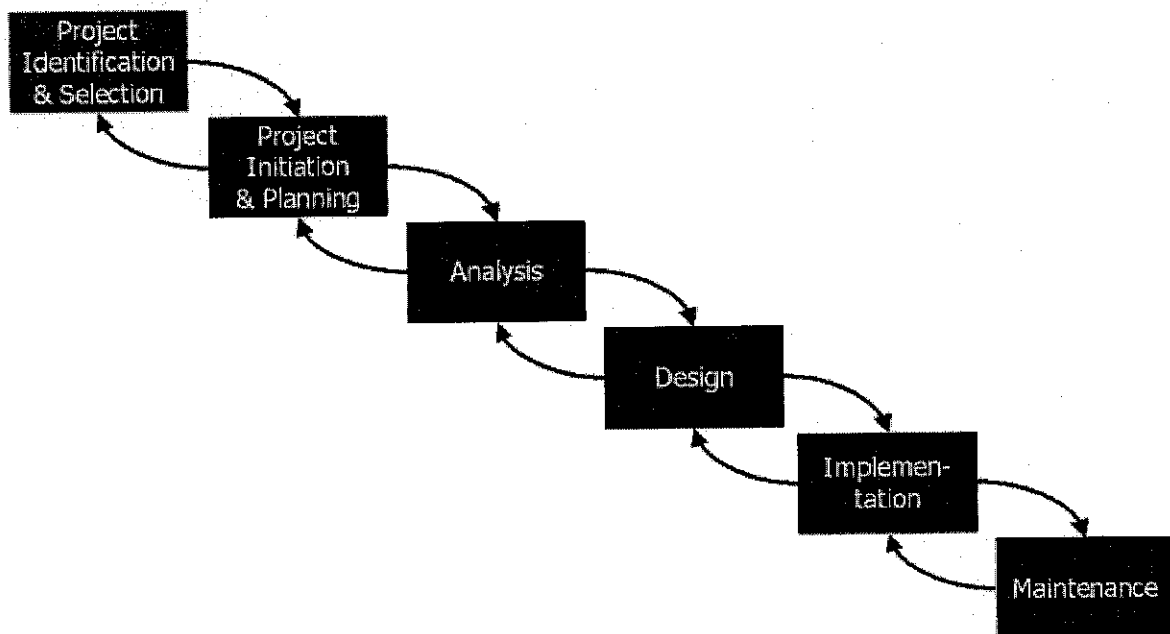 Project
Identification
& Selection
Project
Initiation
& Planning
Analysis
Design
Implemen-
tation
Maintenance